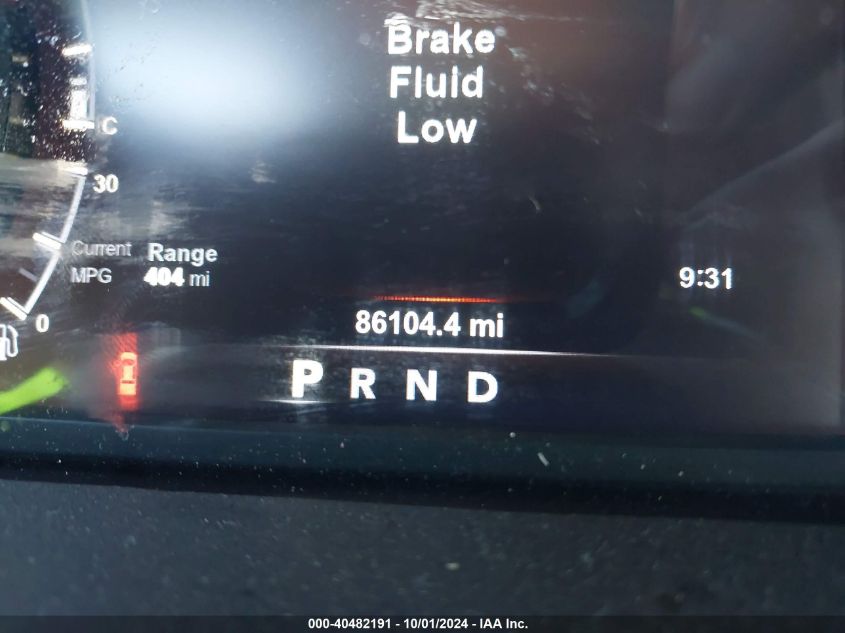 Brake
Fluid
Low
C
30
Current Range
MPG 404 mi
9:31
0
86104.4 mi
P R N D
000-40482191 - 10/01/2024 - IAA Inc.